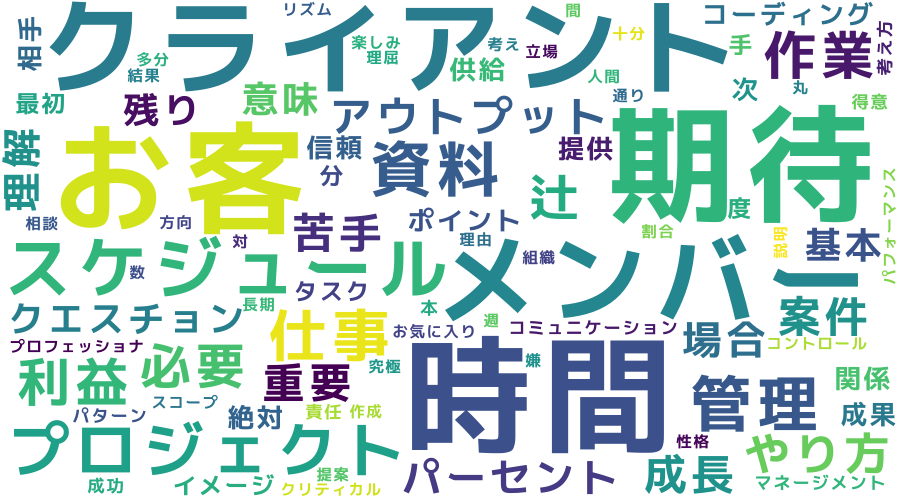 リズム
コーディング
クライアント
相手
多分
楽しみ
考え
間
立場
十分
手
作業
考え方
結果
理屈
供給
人間
通り
次
丸
得意
最初
残り
意味
アウトプット
期待
理解
お客
信頼
資料
提供
分
辻
度
パフォーマンス
相談
方向
苦手
ポイント
割合
説明
基本
スケジュール
対
理由
組織
メンバー
数
タスク
長期
本
案件
クエスチョン
仕事
お気に入り
週
コミュニケーション
場合
コントロール
プロフェッショナ
必要
究極
時間
嫌
利益
重要
管理
関係
スコープ
パターン
絶対
責任
作成
成果
プロジェクト
性格
やり方
提案
パーセント
成長
成功
イメージ
クリティカル
マネージメント